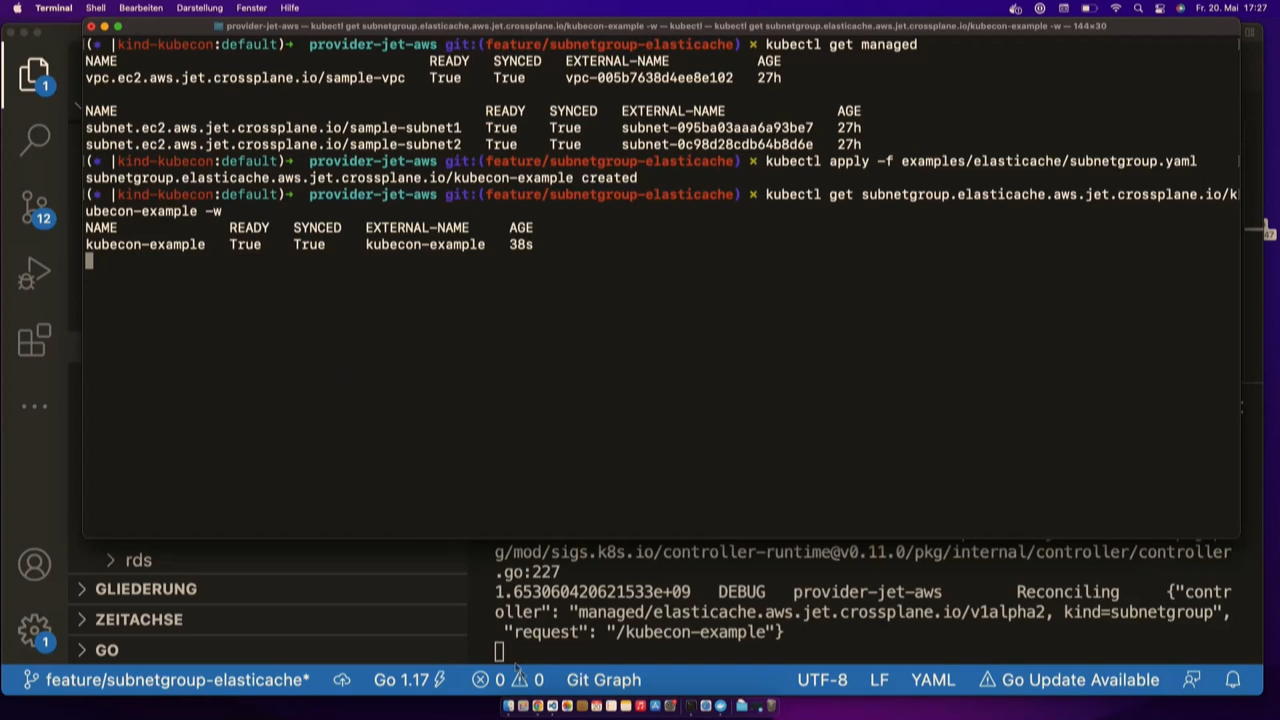 Terminal Shell Bearbeiten Darstellung Fenster Hilfe Fr. 20. Mai 17:27
provider-jet-aws — kubectl get subnetgroup.elasticache.aws.jet.crossplane.io/kubecon-example -w — kubectl — kubectl get subnetgroup.elasticache.aws.jet.crossplane.io/kubecon-example -w — 144×30
(* |kind-kubecon:default)→ provider-jet-aws git:(feature/subnetgroup-elasticache) × kubectl get managed
NAME READY SYNCED EXTERNAL-NAME AGE
vpc.ec2.aws.jet.crossplane.io/sample-vpc True True vpc-005b7638d4ee8e102 27h
NAME READY SYNCED EXTERNAL-NAME AGE
subnet.ec2.aws.jet.crossplane.io/sample-subnet1 True True subnet-095ba03aaa6a93be7 27h
subnet.ec2.aws.jet.crossplane.io/sample-subnet2 True True subnet-0c98d28cdb64b8d6e 27h
(* |kind-kubecon:default)→ provider-jet-aws git:(feature/subnetgroup-elasticache) × kubectl apply -f examples/elasticache/subnetgroup.yaml
subnetgroup.elasticache.aws.jet.crossplane.io/kubecon-example created
(* |kind-kubecon:default)→ provider-jet-aws git:(feature/subnetgroup-elasticache) × kubectl get subnetgroup.elasticache.aws.jet.crossplane.io/k
ubecon-example -w
NAME READY SYNCED EXTERNAL-NAME AGE
kubecon-example True True kubecon-example 38s
1
12
47
rds
GLIEDERUNG
ZEITACHSE
GO
1
g/mod/sigs.k8s.io/controller-runtime@v0.11.0/pkg/internal/controller/controller
.go:227
1.653060420621533e+09 DEBUG provider-jet-aws Reconciling {"contr
oller": "managed/elasticache.aws.jet.crossplane.io/v1alpha2, kind=subnetgroup",
"request": "/kubecon-example"}
feature/subnetgroup-elasticache* Go 1.17 0 0 Git Graph UTF-8 LF YAML Go Update Available